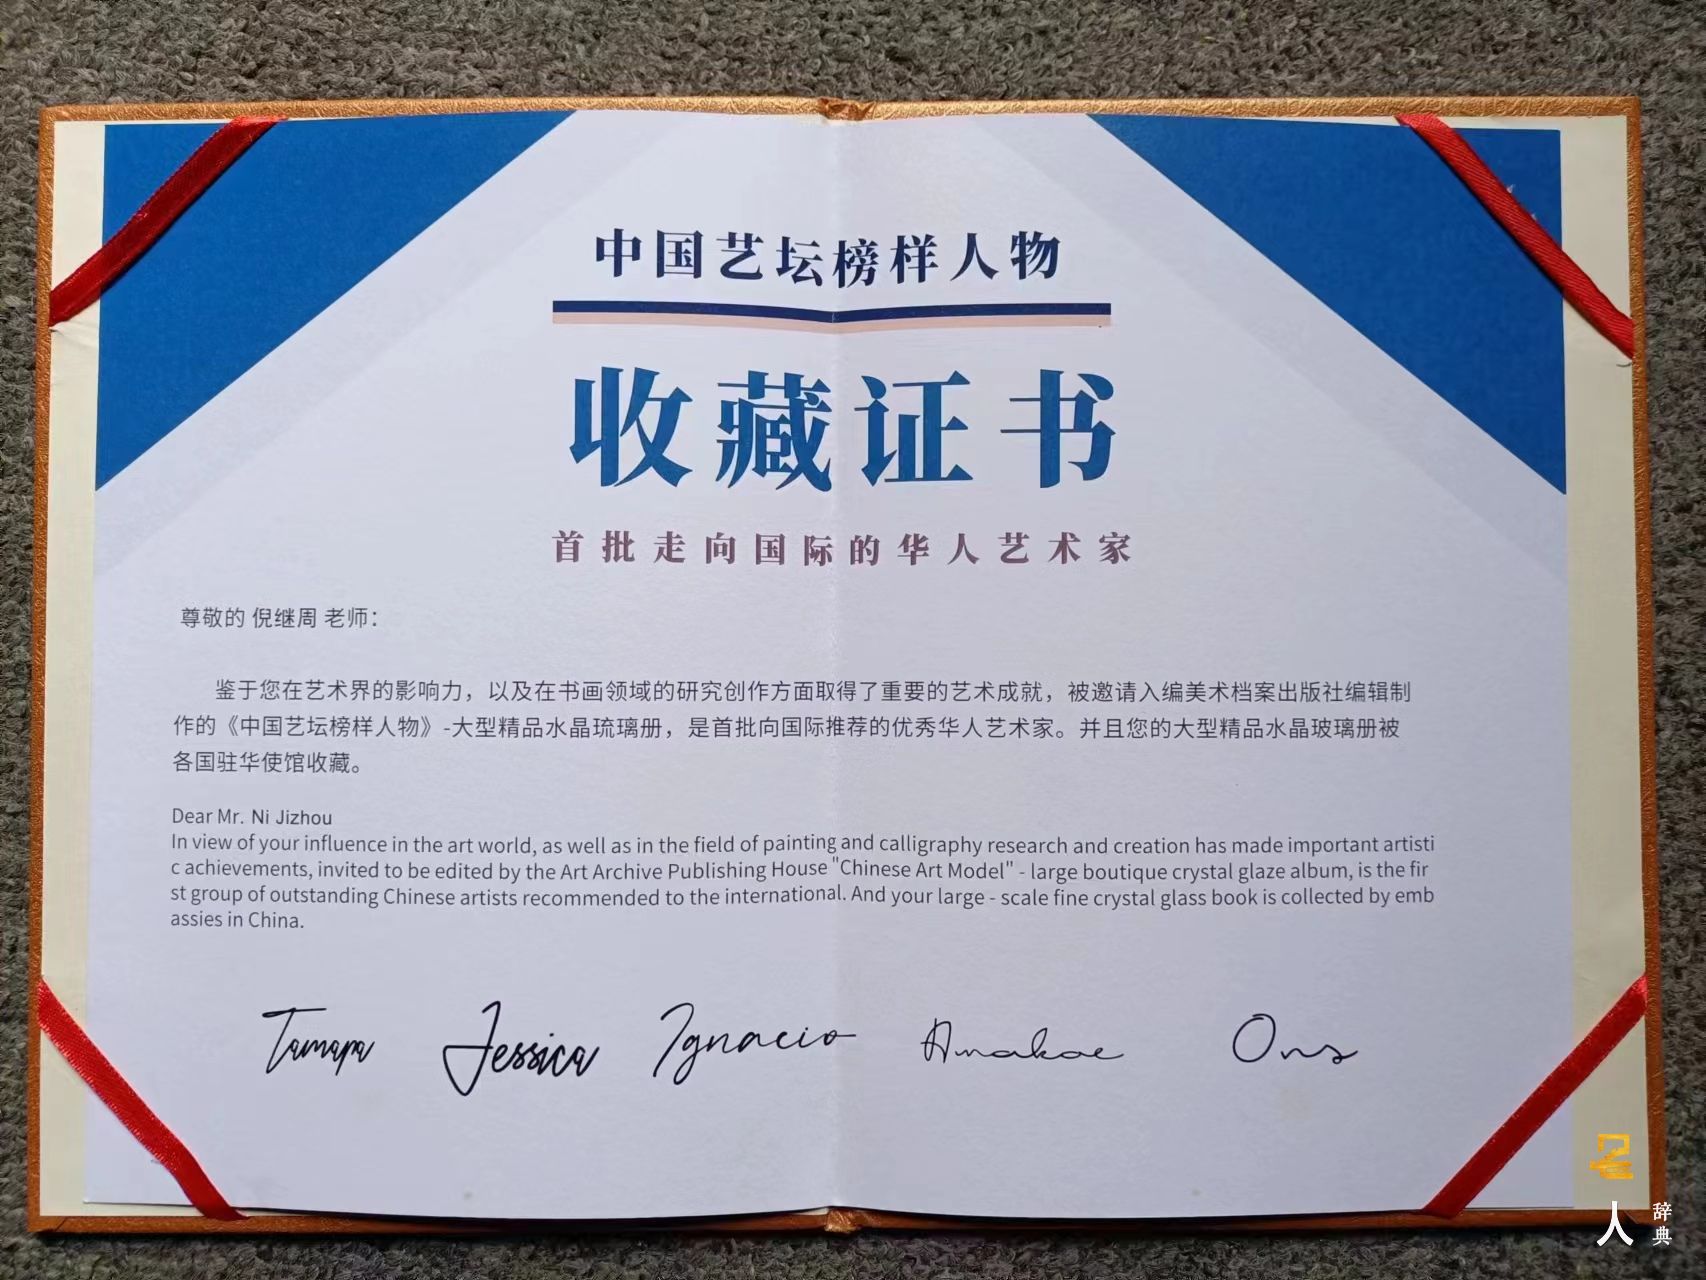 中国艺坛榜样人物
收藏证书
首批走向国际的华人艺术家
尊敬的 倪继周 老师：
鉴于您在艺术界的影响力，以及在书画领域的研究创作方面取得了重要的艺术成就，被邀请入编美术档案出版社编辑制
作的《中国艺坛榜样人物》-大型精品水晶琉璃册，是首批向国际推荐的优秀华人艺术家。并且您的大型精品水晶玻璃册被
各国驻华使馆收藏。
Dear Mr. Ni Jizhou
In view of your influence in the art world, as well as in the field of painting and calligraphy research and creation has made important artisti
c achievements, invited to be edited by the Art Archive Publishing House "Chinese Art Model" - large boutique crystal glaze album, is the fir
st group of outstanding Chinese artists recommended to the international. And your large - scale fine crystal glass book is collected by emb
assies in China.
Tamapa Jessica Ignacio Amakoe Ons
名
人
辞典